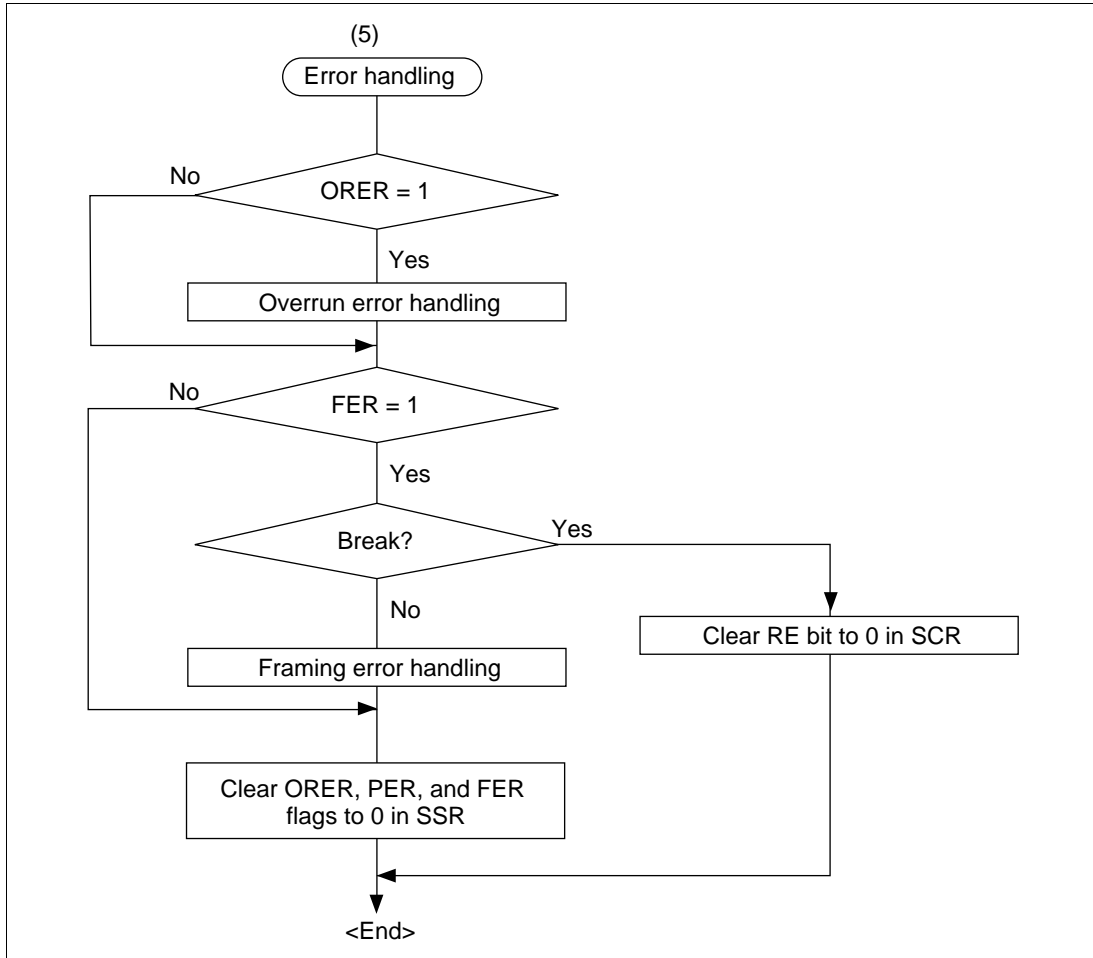 (5)
Error handling
No
ORER = 1
Yes
Overrun error handling
No
FER = 1
Yes
Break?
Yes
No
Clear RE bit to 0 in SCR
Framing error handling
Clear ORER, PER, and FER
flags to 0 in SSR
<End>